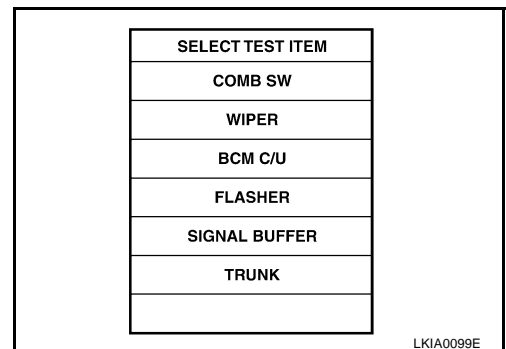 SELECT TEST ITEM
COMB SW
WIPER
BCM C/U
FLASHER
SIGNAL BUFFER
TRUNK
LKIA0099E